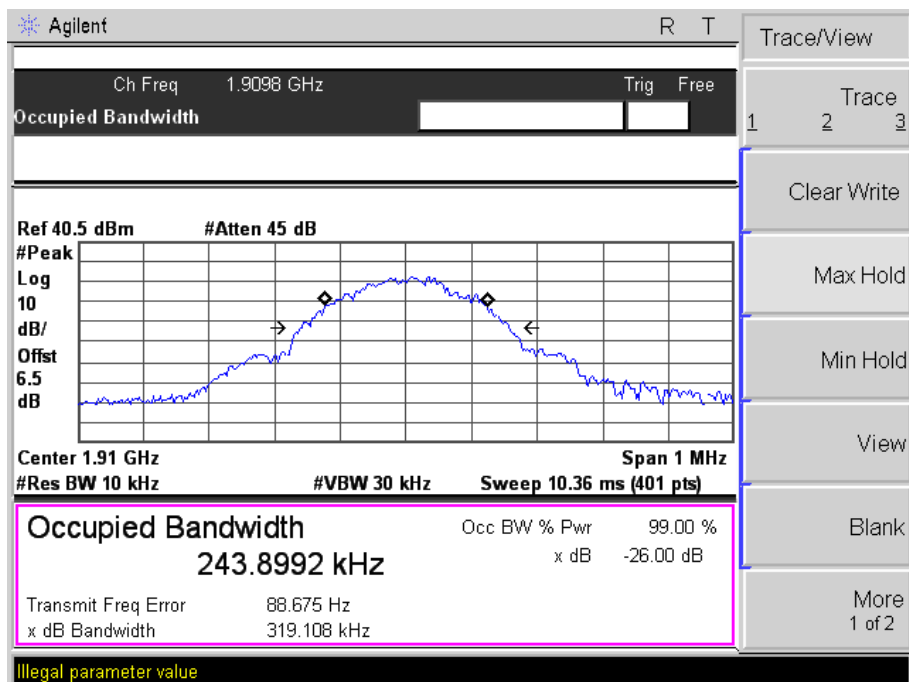 Agilent R T
Trace/View
Ch Freq 1.9098 GHz Trig Free
Occupied Bandwidth
Trace
1 2 3
Clear Write
Ref 40.5 dBm #Atten 45 dB
#Peak
Log
10
dB/
Offst
6.5
dB
Max Hold
Min Hold
View
Center 1.91 GHz Span 1 MHz
#Res BW 10 kHz #VBW 30 kHz Sweep 10.36 ms (401 pts)
Occupied Bandwidth
243.8992 kHz
Occ BW % Pwr 99.00 %
x dB -26.00 dB
Transmit Freq Error 88.675 Hz
x dB Bandwidth 319.108 kHz
Blank
More
1 of 2
Illegal parameter value